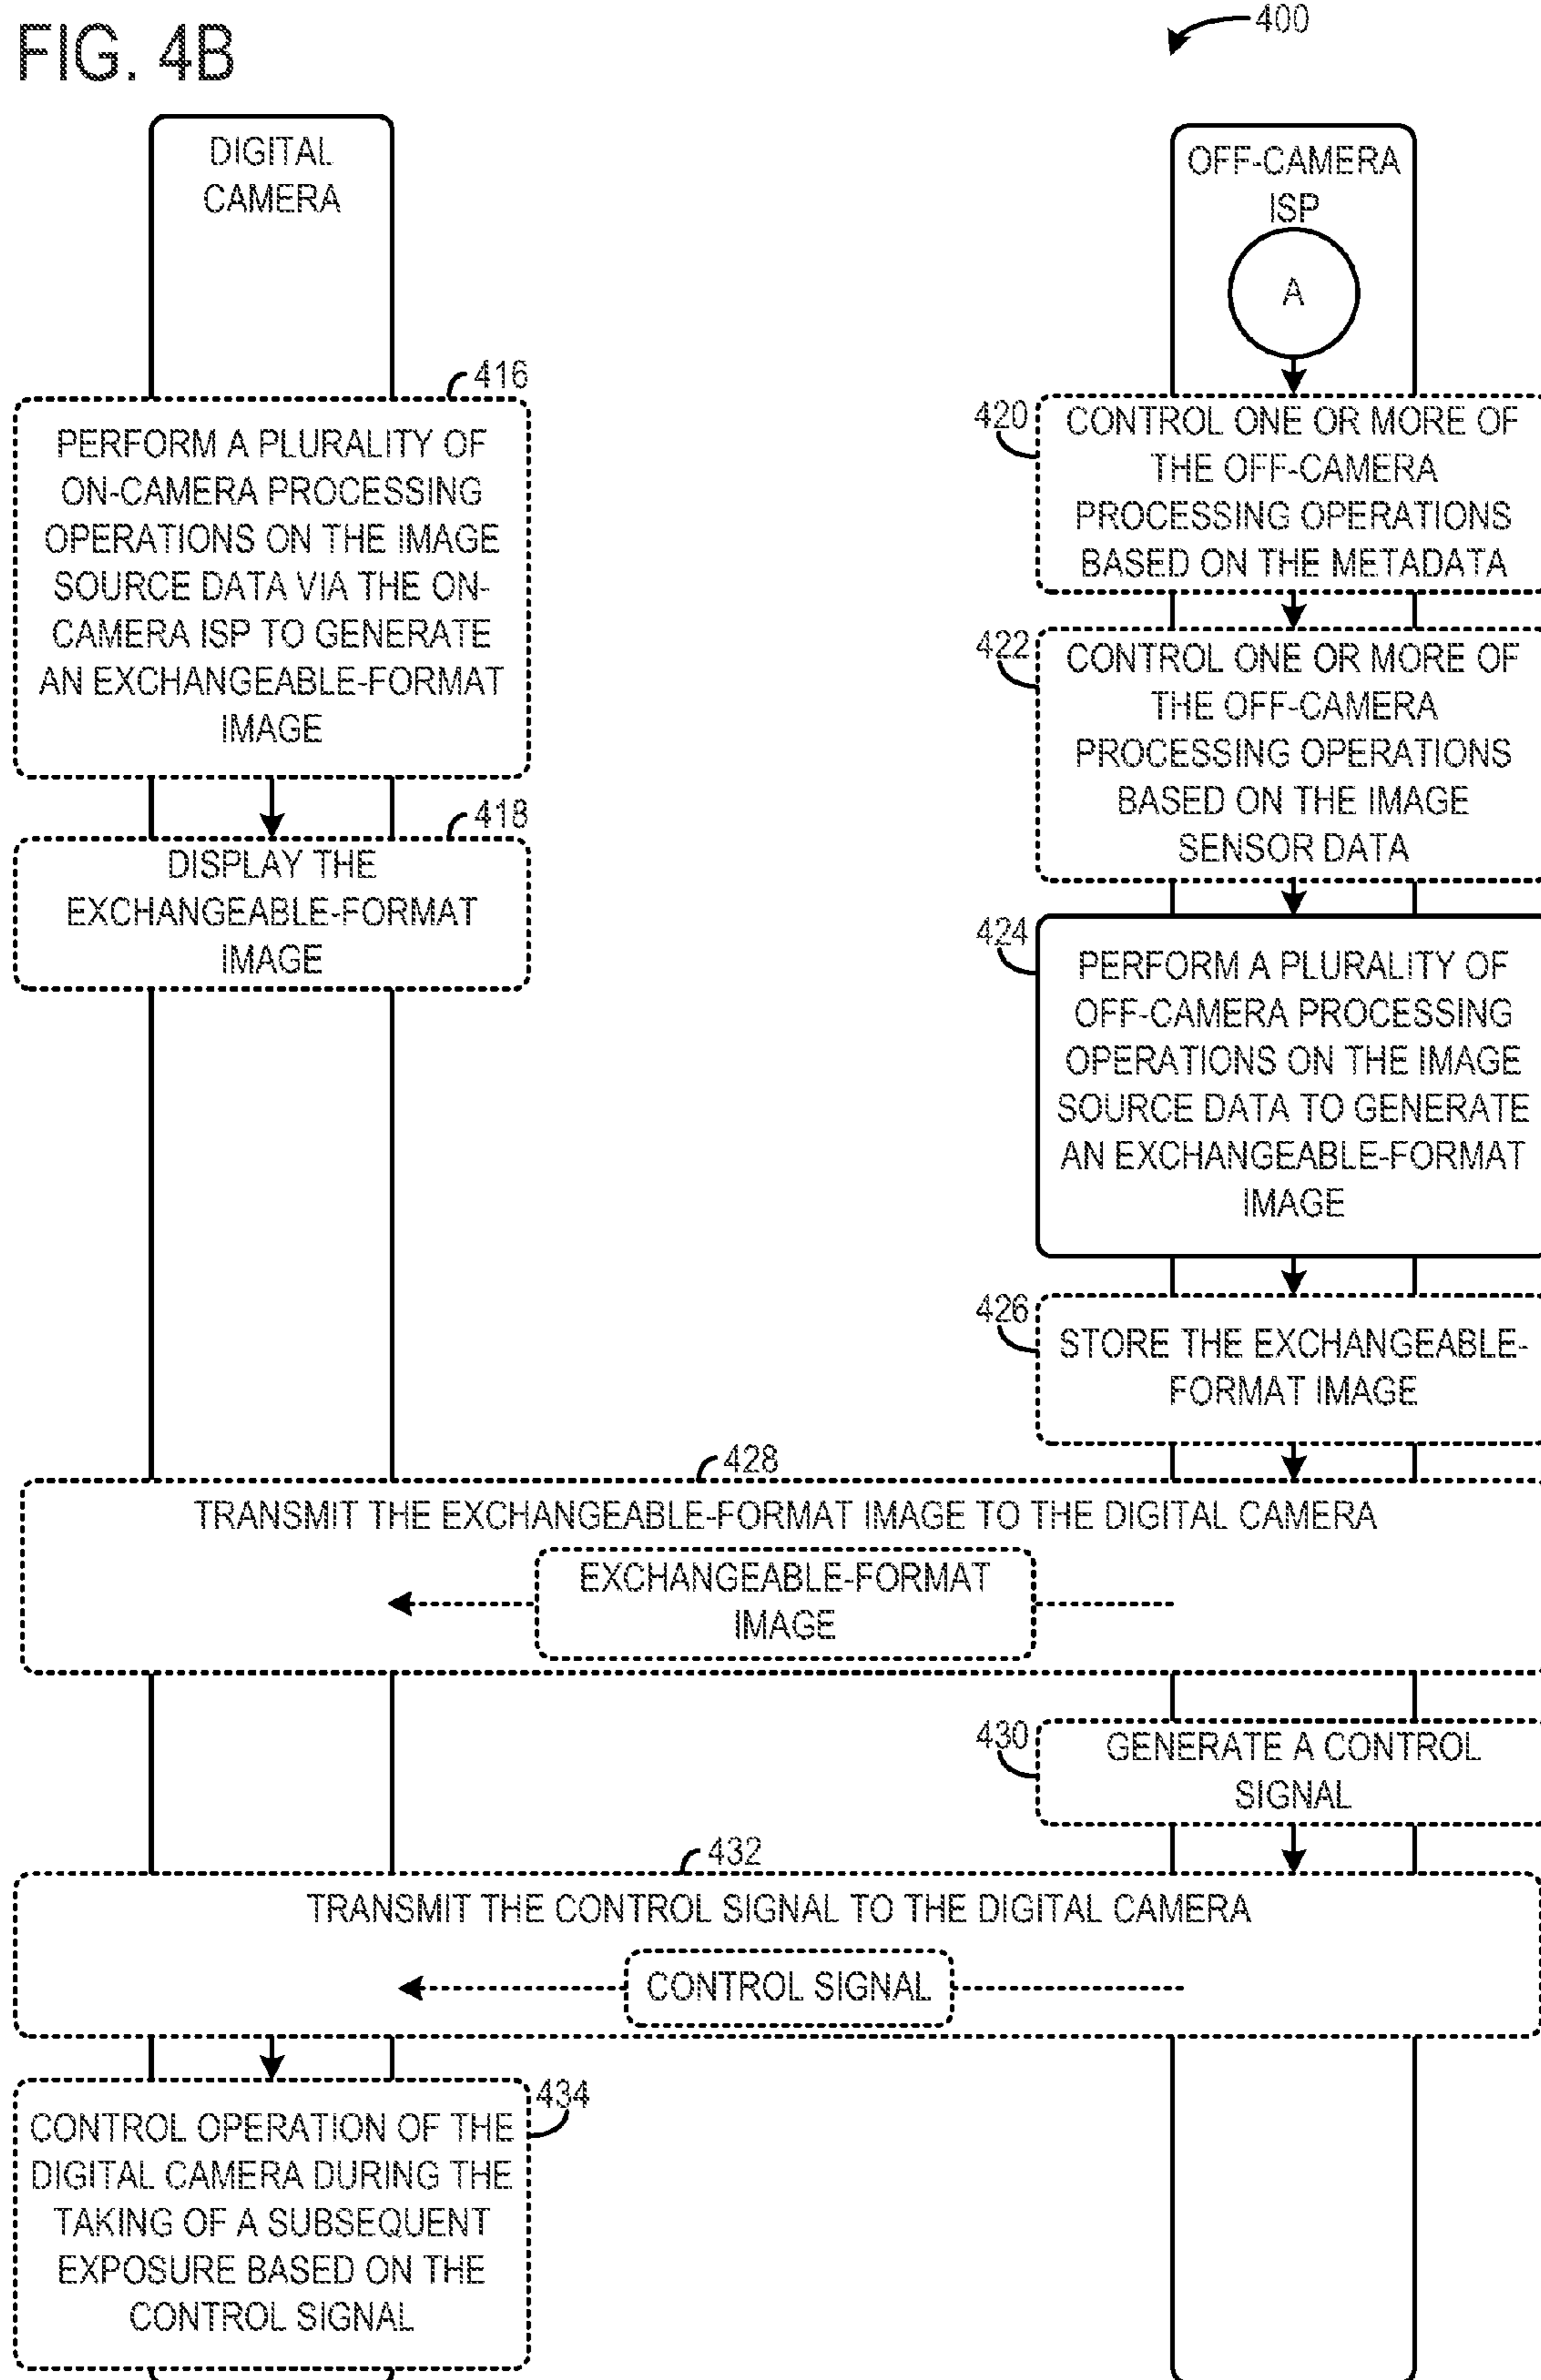 FIG. 4B
400
DIGITAL
CAMERA
416
PERFORM A PLURALITY OF
ON-CAMERA PROCESSING
OPERATIONS ON THE IMAGE
SOURCE DATA VIA THE ON-
CAMERA ISP TO GENERATE
AN EXCHANGEABLE-FORMAT
IMAGE
418
DISPLAY THE
EXCHANGEABLE-FORMAT
IMAGE
OFF-CAMERA
ISP
A
420
CONTROL ONE OR MORE OF
THE OFF-CAMERA
PROCESSING OPERATIONS
BASED ON THE METADATA
422
CONTROL ONE OR MORE OF
THE OFF-CAMERA
PROCESSING OPERATIONS
BASED ON THE IMAGE
SENSOR DATA
424
PERFORM A PLURALITY OF
OFF-CAMERA PROCESSING
OPERATIONS ON THE IMAGE
SOURCE DATA TO GENERATE
AN EXCHANGEABLE-FORMAT
IMAGE
426
STORE THE EXCHANGEABLE-
FORMAT IMAGE
428
TRANSMIT THE EXCHANGEABLE-FORMAT IMAGE TO THE DIGITAL CAMERA
EXCHANGEABLE-FORMAT
IMAGE
430
GENERATE A CONTROL
SIGNAL
432
TRANSMIT THE CONTROL SIGNAL TO THE DIGITAL CAMERA
CONTROL SIGNAL
434
CONTROL OPERATION OF THE
DIGITAL CAMERA DURING THE
TAKING OF A SUBSEQUENT
EXPOSURE BASED ON THE
CONTROL SIGNAL